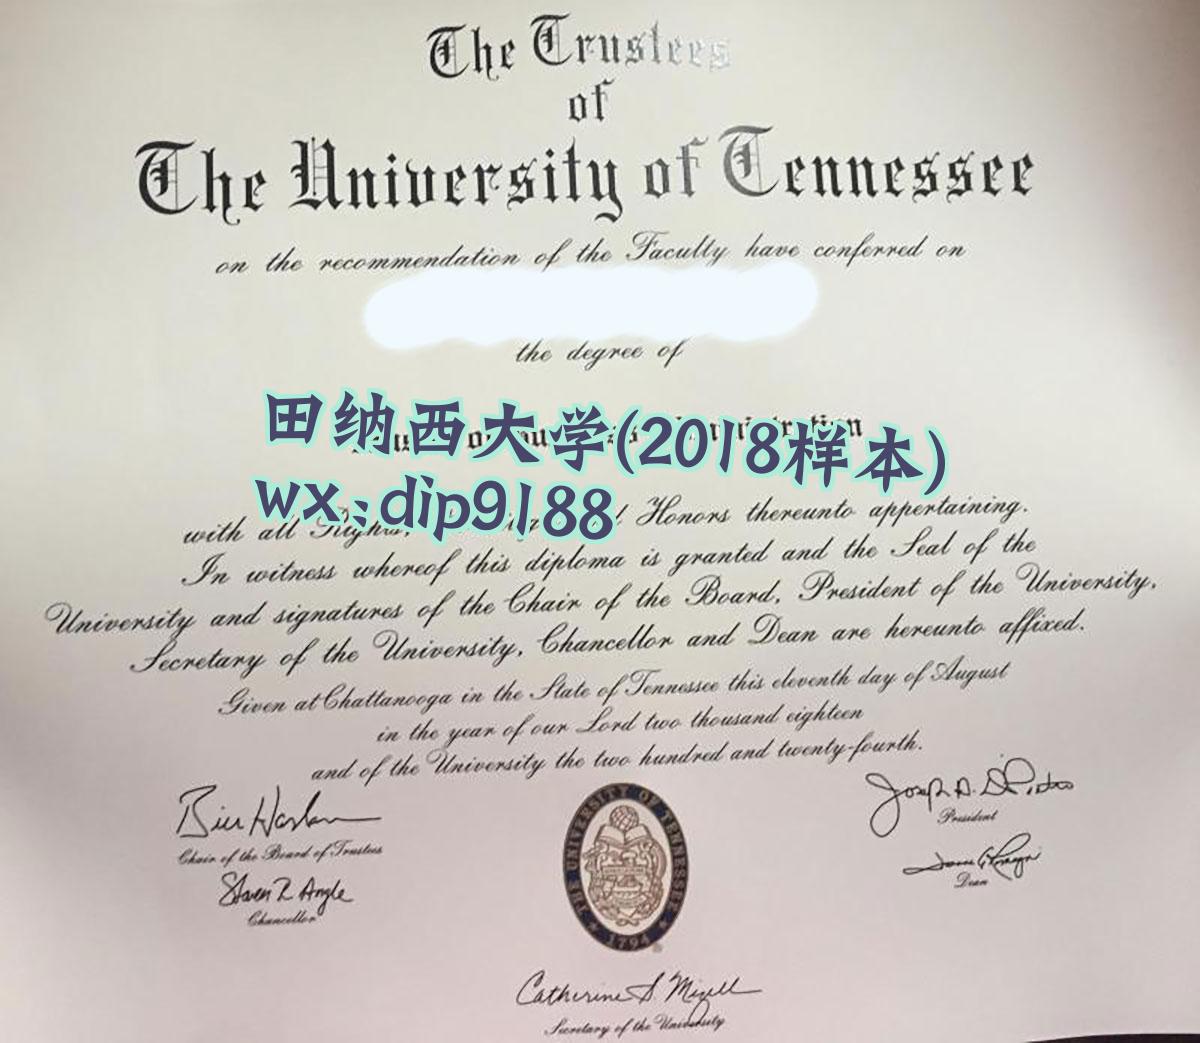 The Trustees
of
The University of Tennessee
on the recommendation of the Faculty have conferred on
the degree of
田纳西大学(2018样本)
wx:dip9188
with all Honors thereunto appertaining.
In witness whereof this diploma is granted and the Seal of the
University and signatures of the Chair of the Board, President of the University,
Secretary of the University, Chancellor and Dean are hereunto affixed.
Given at Chattanooga in the State of Tennessee this eleventh day of August
in the year of our Lord two thousand eighteen
and of the University the two hundred and twenty-fourth.
Chair of the Board of Trustees
Steven R Angle
Chancellor
THE UNIVERSITY OF TENNESSEE
1794
Joseph A. DiPietro
President
Dean
Catherine S. Mizell
Secretary of the University